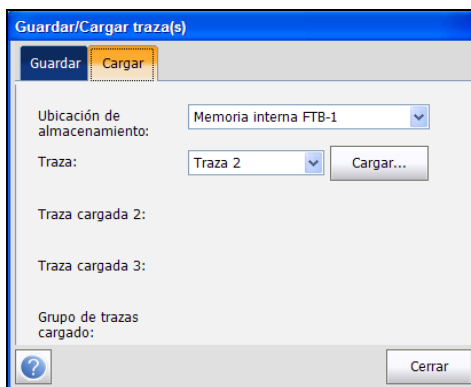 Guardar/Cargar traza(s)
Guardar Cargar
Ubicación de
almacenamiento:
Memoria interna FTB-1
Traza: Traza 2 Cargar...
Traza cargada 2:
Traza cargada 3:
Grupo de trazas
cargado:
? Cerrar